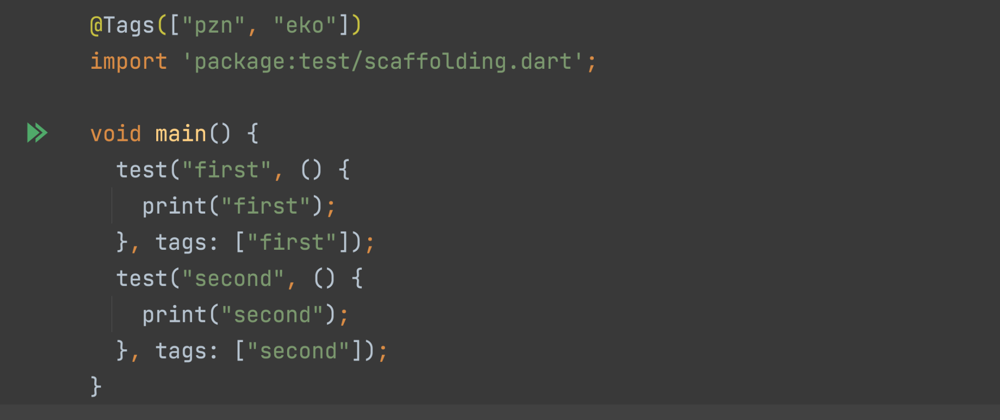 @Tags(["pzn", "eko"])
import 'package:test/scaffolding.dart';
void main() {
test("first", () {
print("first");
}, tags: ["first"]);
test("second", () {
print("second");
}, tags: ["second"]);
}